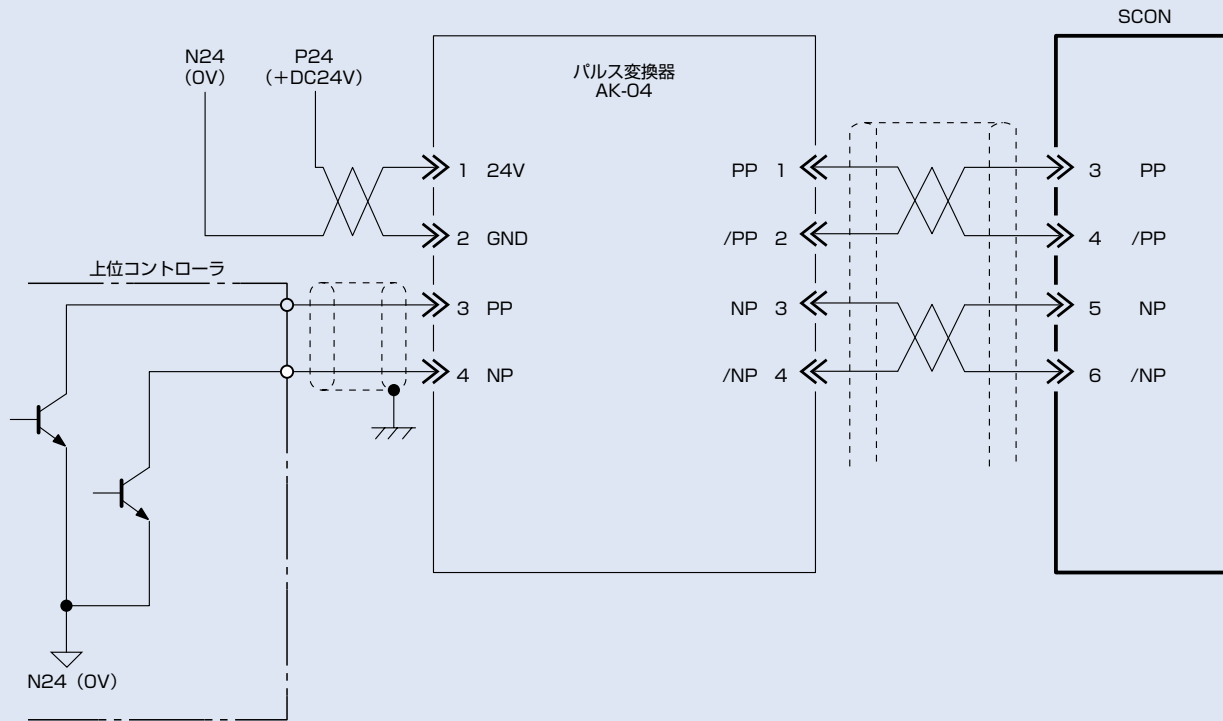 SCON
N24
(0V)
P24
(+DC24V)
パルス変換器
AK-04
1 24V
2 GND
3 PP
4 NP
PP 1
/PP 2
NP 3
/NP 4
3 PP
4 /PP
5 NP
6 /NP
上位コントローラ
N24 (0V)